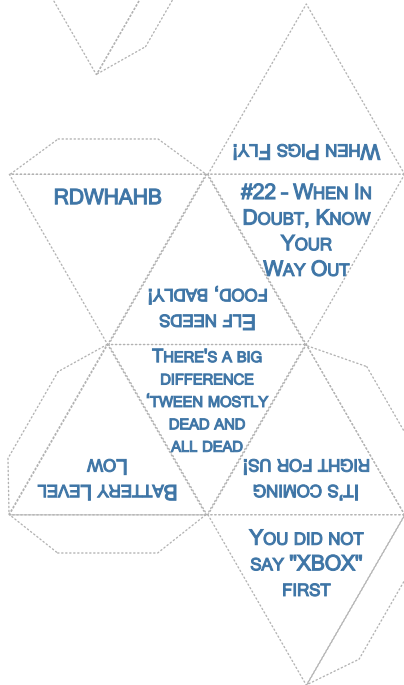 WHEN PIGS FLY!
RDWHAHB
#22 - WHEN IN
DOUBT, KNOW
YOUR
WAY OUT
ELF NEEDS
FOOD, BADLY!
THERE'S A BIG
DIFFERENCE
'TWEEN MOSTLY
DEAD AND
ALL DEAD
BATTERY LEVEL
LOW
IT'S COMING
RIGHT FOR US!
YOU DID NOT
SAY "XBOX"
FIRST